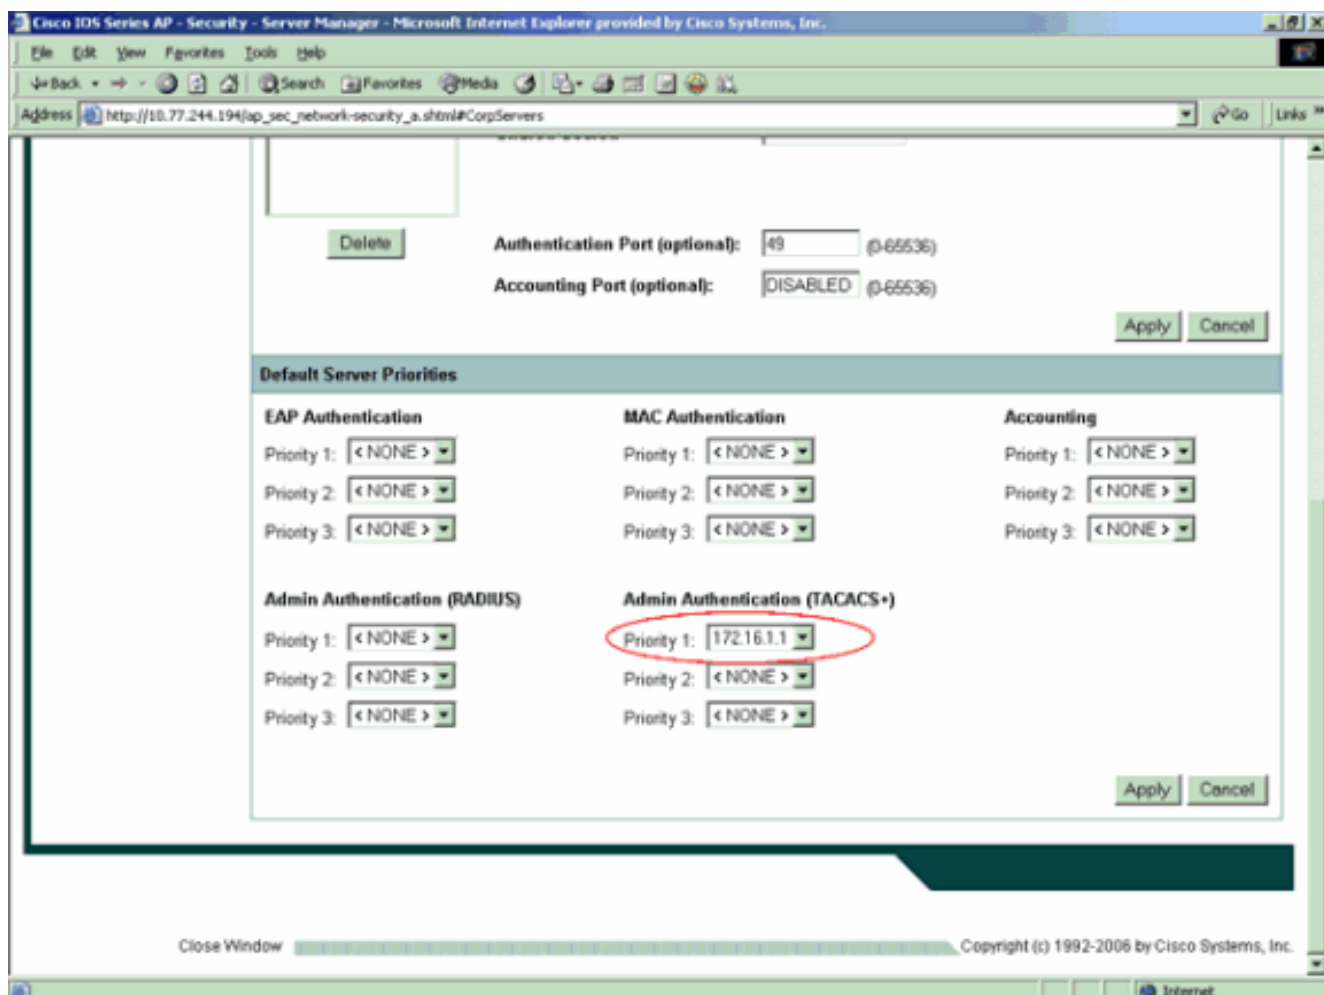 Cisco IOS Series AP - Security - Server Manager - Microsoft Internet Explorer provided by Cisco Systems, Inc.
File Edit View Favorites Tools Help
Back Search Favorites Media
Address http://10.77.244.194/ap_sec_network-security_a.shtml#CorpServers Go Links »
Delete Authentication Port (optional): 49 (0-65536)
Accounting Port (optional): DISABLED (0-65536)
Apply Cancel
Default Server Priorities
EAP Authentication MAC Authentication Accounting
Priority 1: < NONE > Priority 1: < NONE > Priority 1: < NONE >
Priority 2: < NONE > Priority 2: < NONE > Priority 2: < NONE >
Priority 3: < NONE > Priority 3: < NONE > Priority 3: < NONE >
Admin Authentication (RADIUS) Admin Authentication (TACACS+)
Priority 1: < NONE > Priority 1: 172.16.1.1
Priority 2: < NONE > Priority 2: < NONE >
Priority 3: < NONE > Priority 3: < NONE >
Apply Cancel
Close Window Copyright (c) 1992-2006 by Cisco Systems, Inc.
Internet